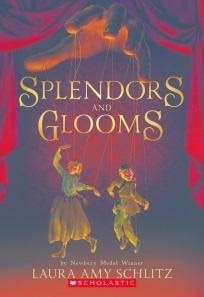 SPLENDORS
AND
GLOOMS
by Newbery Medal Winner
LAURA AMY SCHLITZ
SCHOLASTIC